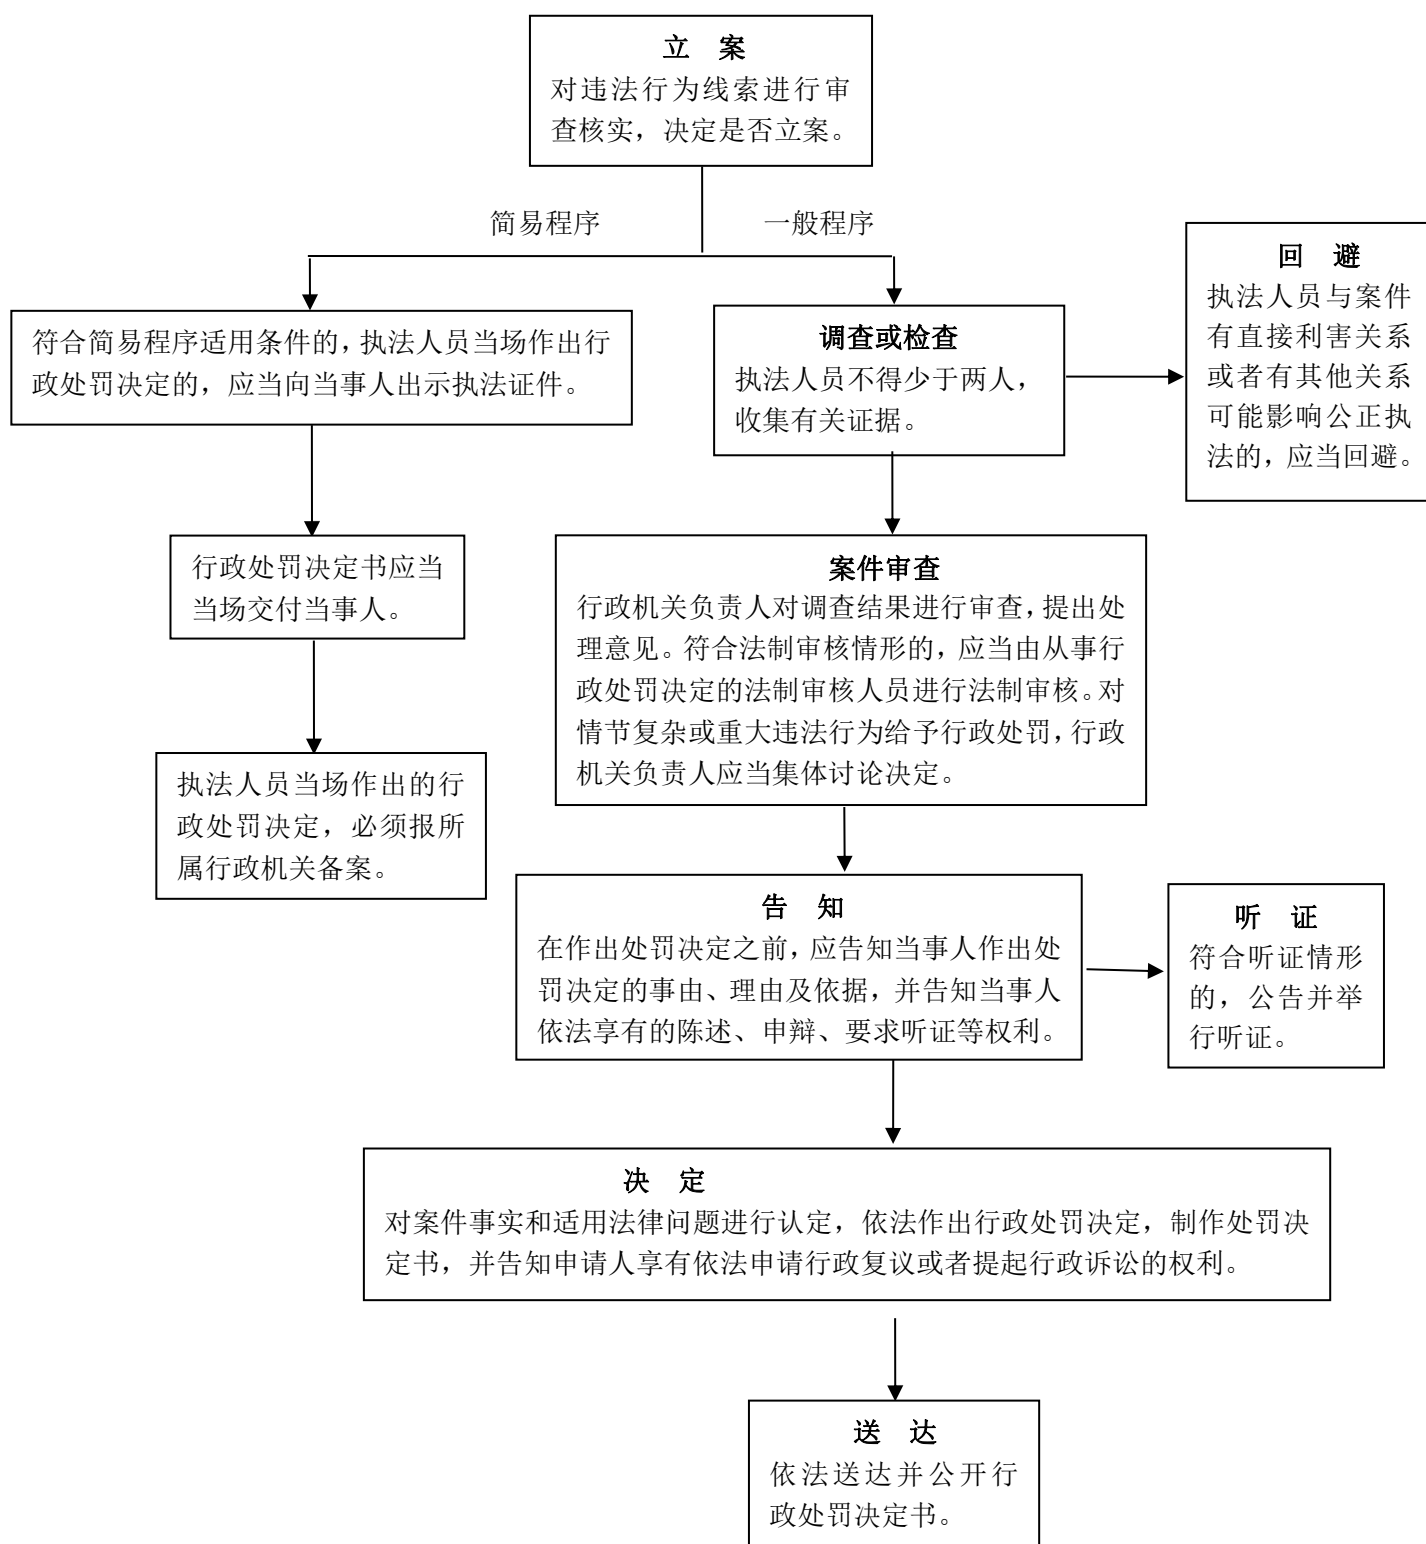 立 案
对违法行为线索进行审
查核实，决定是否立案。
简易程序
一般程序
回 避
执法人员与案件
有直接利害关系
或者有其他关系
可能影响公正执
法的，应当回避。
符合简易程序适用条件的，执法人员当场作出行
政处罚决定的，应当向当事人出示执法证件。
调查或检查
执法人员不得少于两人，
收集有关证据。
行政处罚决定书应当
当场交付当事人。
案件审查
行政机关负责人对调查结果进行审查，提出处
理意见。符合法制审核情形的，应当由从事行
政处罚决定的法制审核人员进行法制审核。对
情节复杂或重大违法行为给予行政处罚，行政
机关负责人应当集体讨论决定。
执法人员当场作出的行
政处罚决定，必须报所
属行政机关备案。
告 知
在作出处罚决定之前，应告知当事人作出处
罚决定的事由、理由及依据，并告知当事人
依法享有的陈述、申辩、要求听证等权利。
听 证
符合听证情形
的，公告并举
行听证。
决 定
对案件事实和适用法律问题进行认定，依法作出行政处罚决定，制作处罚决
定书，并告知申请人享有依法申请行政复议或者提起行政诉讼的权利。
送 达
依法送达并公开行
政处罚决定书。